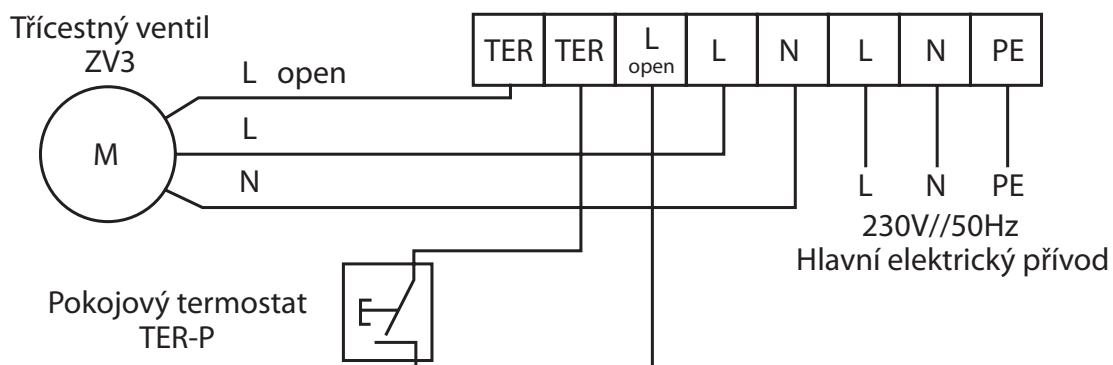 Třícestný ventil
ZV3
L open
L
N
M
TER TER L open L N L N PE
L N PE
230V//50Hz
Hlavní elektrický přívod
Pokojový termostat
TER-P